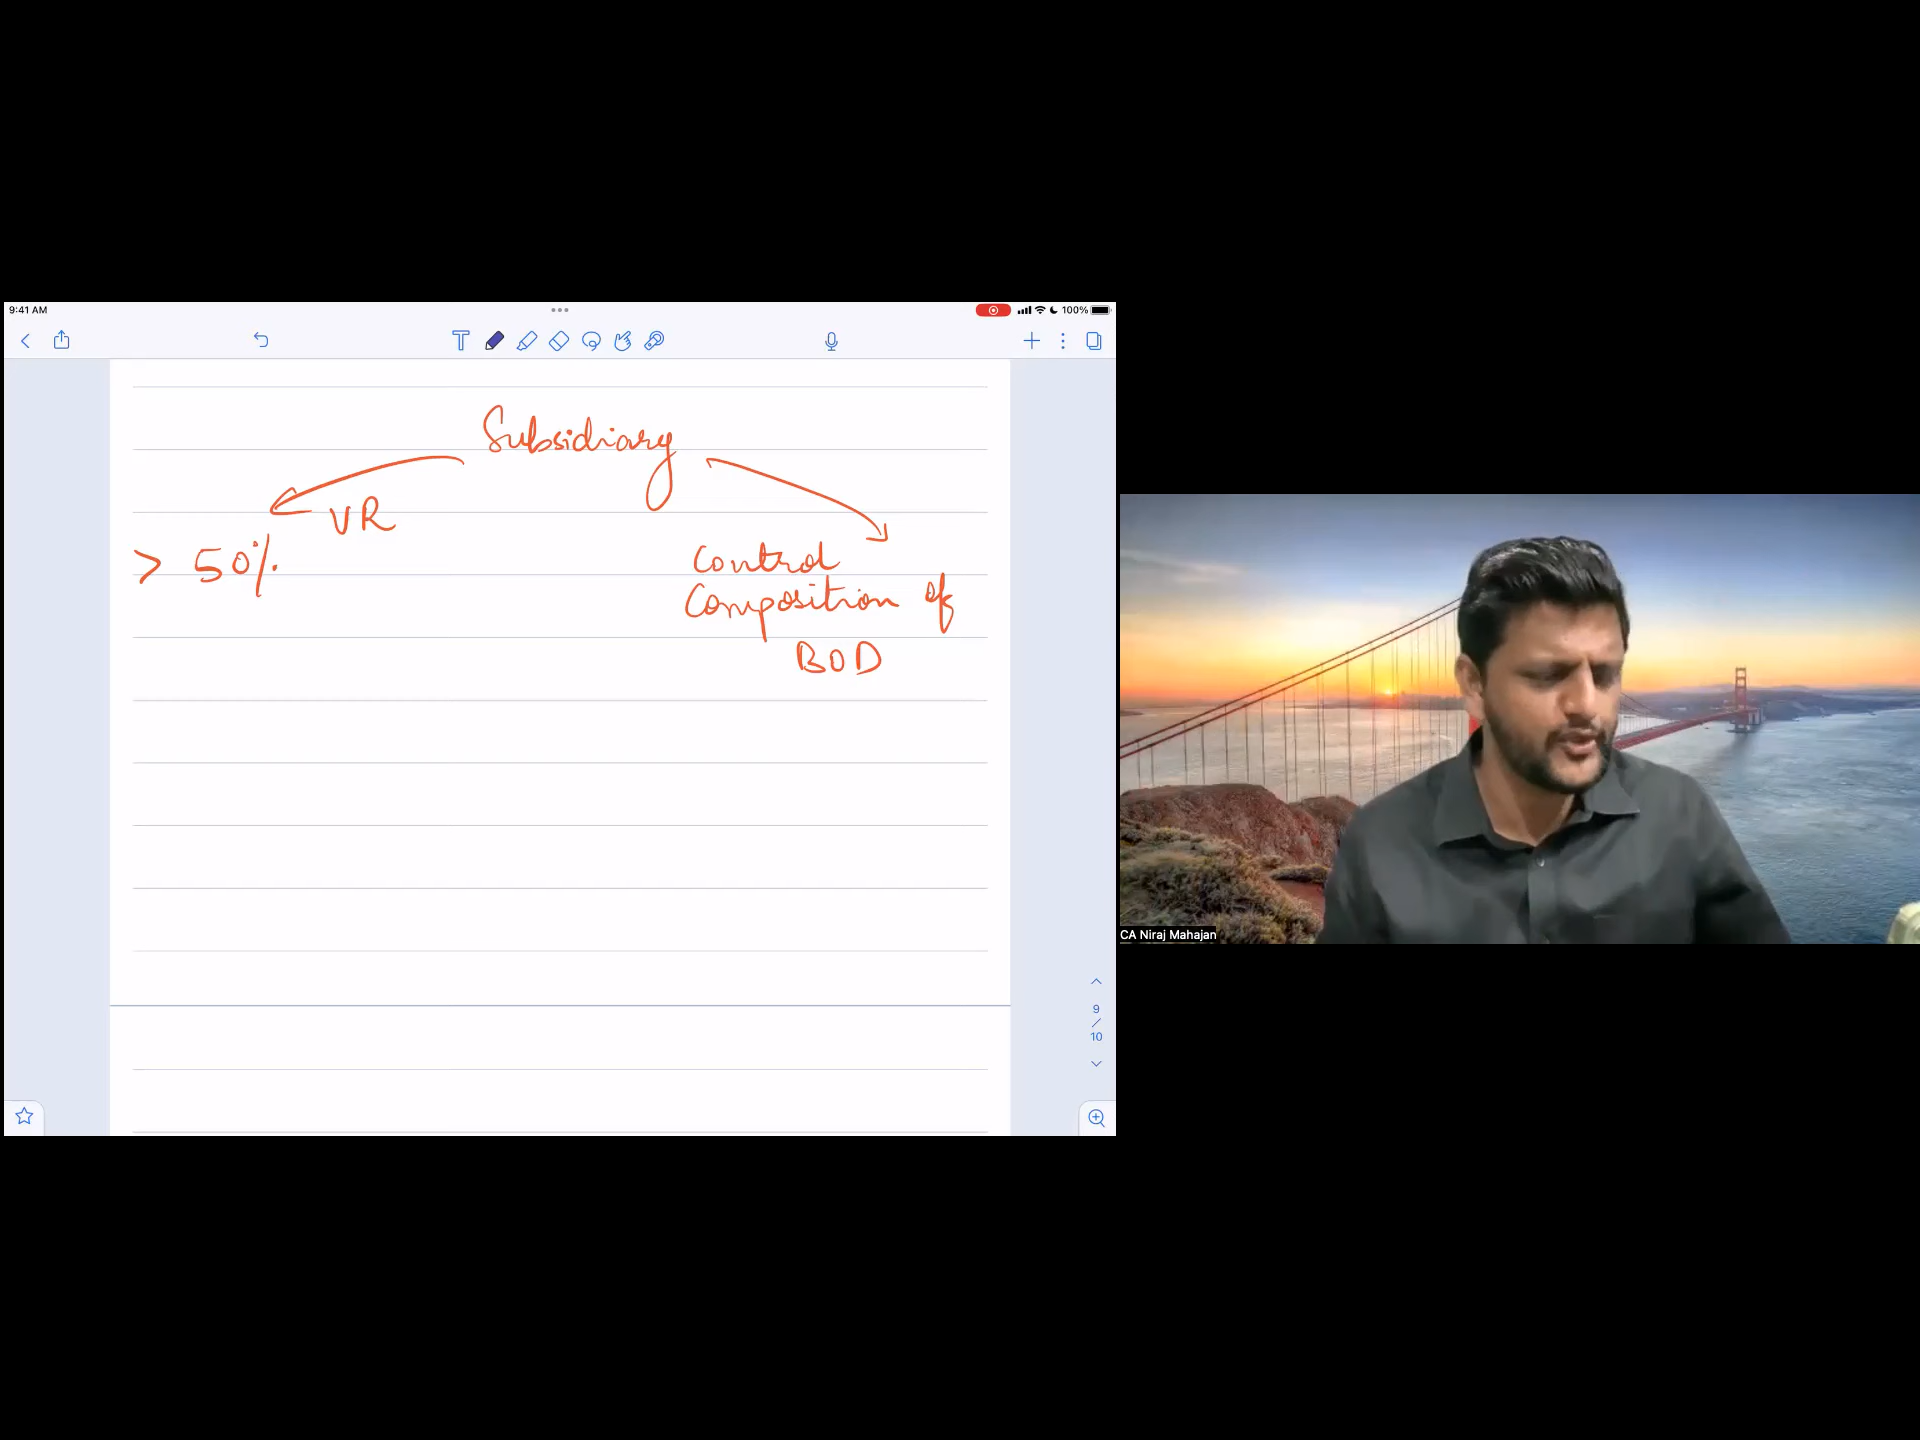 9:41 AM
100%
Subsidiary
VR
> 50%
Control
Composition of
BOD
CA Niraj Mahajan
9
/
10